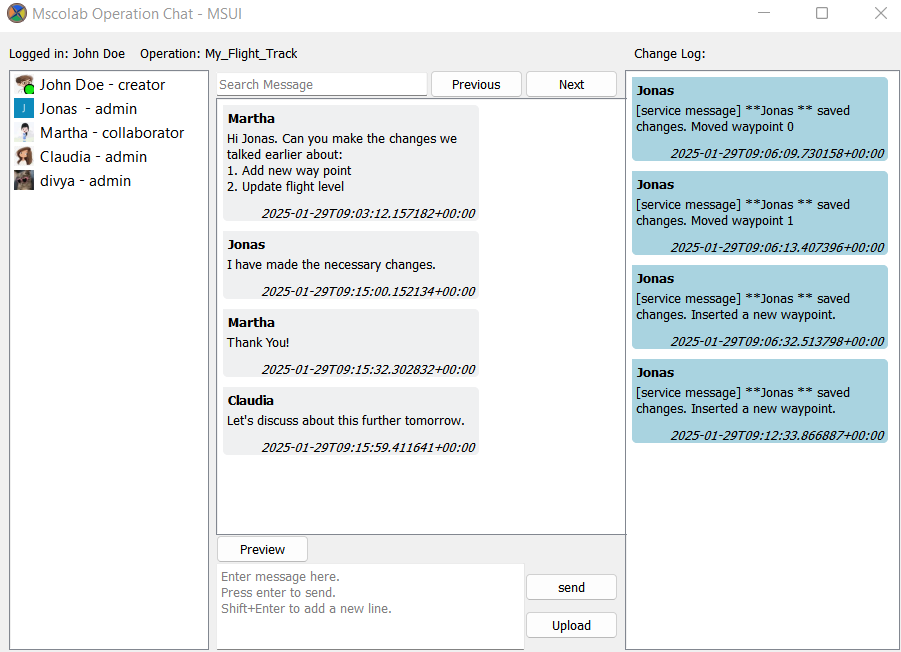 Mscolab Operation Chat - MSUI
Logged in: John Doe Operation: My_Flight_Track
Change Log:
John Doe - creator
J
Jonas - admin
Martha - collaborator
Claudia - admin
divya - admin
Search Message
Previous
Next
Martha
Hi Jonas. Can you make the changes we
talked earlier about:
1. Add new way point
2. Update flight level
2025-01-29T09:03:12.157182+00:00
Jonas
I have made the necessary changes.
2025-01-29T09:15:00.152134+00:00
Martha
Thank You!
2025-01-29T09:15:32.302832+00:00
Claudia
Let's discuss about this further tomorrow.
2025-01-29T09:15:59.411641+00:00
Preview
Enter message here.
Press enter to send.
Shift+Enter to add a new line.
send
Upload
Jonas
[service message] **Jonas ** saved
changes. Moved waypoint 0
2025-01-29T09:06:09.730158+00:00
Jonas
[service message] **Jonas ** saved
changes. Moved waypoint 1
2025-01-29T09:06:13.407396+00:00
Jonas
[service message] **Jonas ** saved
changes. Inserted a new waypoint.
2025-01-29T09:06:32.513798+00:00
Jonas
[service message] **Jonas ** saved
changes. Inserted a new waypoint.
2025-01-29T09:12:33.866887+00:00